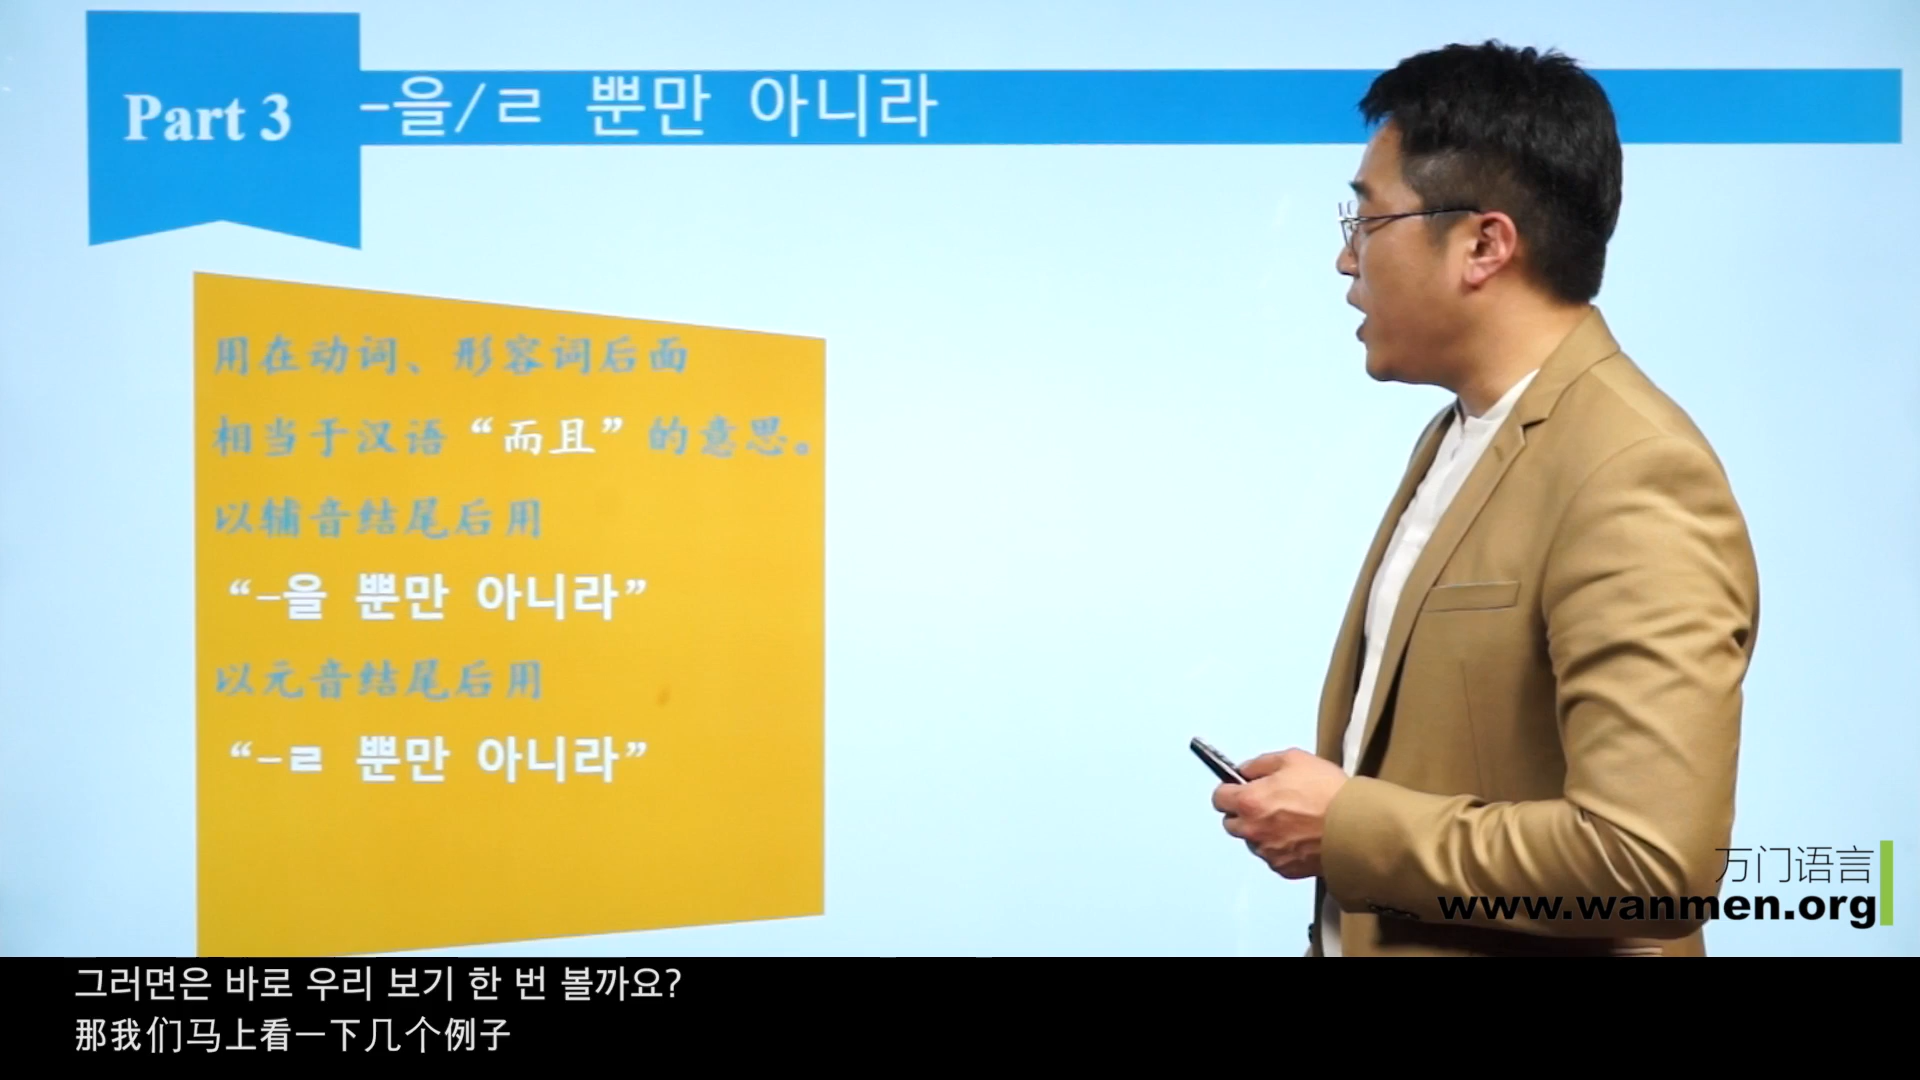 Part 3
-을/ㄹ 뿐만 아니라
用在动词、形容词后面
相当于汉语“而且”的意思。
以辅音结尾后用
“-을 뿐만 아니라”
以元音结尾后用
“-ㄹ 뿐만 아니라”
万门语言
www.wanmen.org
그러면은 바로 우리 보기 한 번 볼까요?
那我们马上看一下几个例子